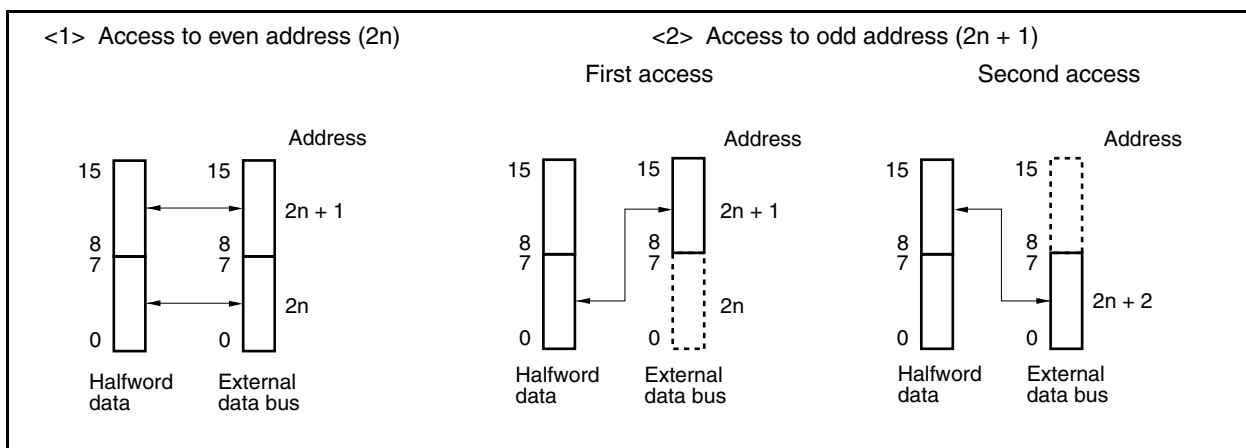 <1> Access to even address (2n)
<2> Access to odd address (2n + 1)
First access
Second access
Address
15
15
2n + 1
8
8
7
7
2n
0
0
Halfword
data
External
data bus
Address
15
15
2n + 1
8
8
7
7
2n
0
0
Halfword
data
External
data bus
Address
15
15
8
8
7
7
2n + 2
0
0
Halfword
data
External
data bus